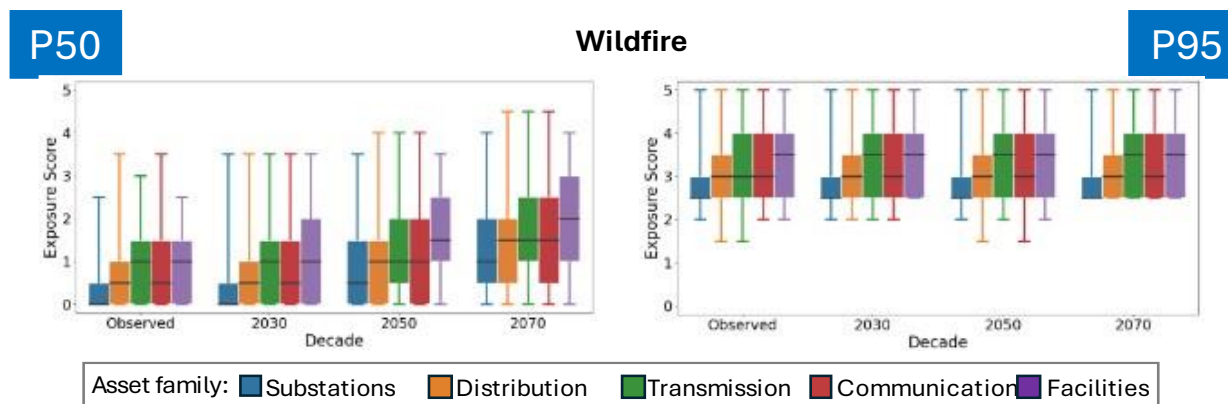 P50
Wildfire
P95
Exposure Score
5
4
3
2
1
0
Observed 2030 2050 2070
Decade
Exposure Score
5
4
3
2
1
0
Observed 2030 2050 2070
Decade
Asset family: Substations Distribution Transmission Communication Facilities